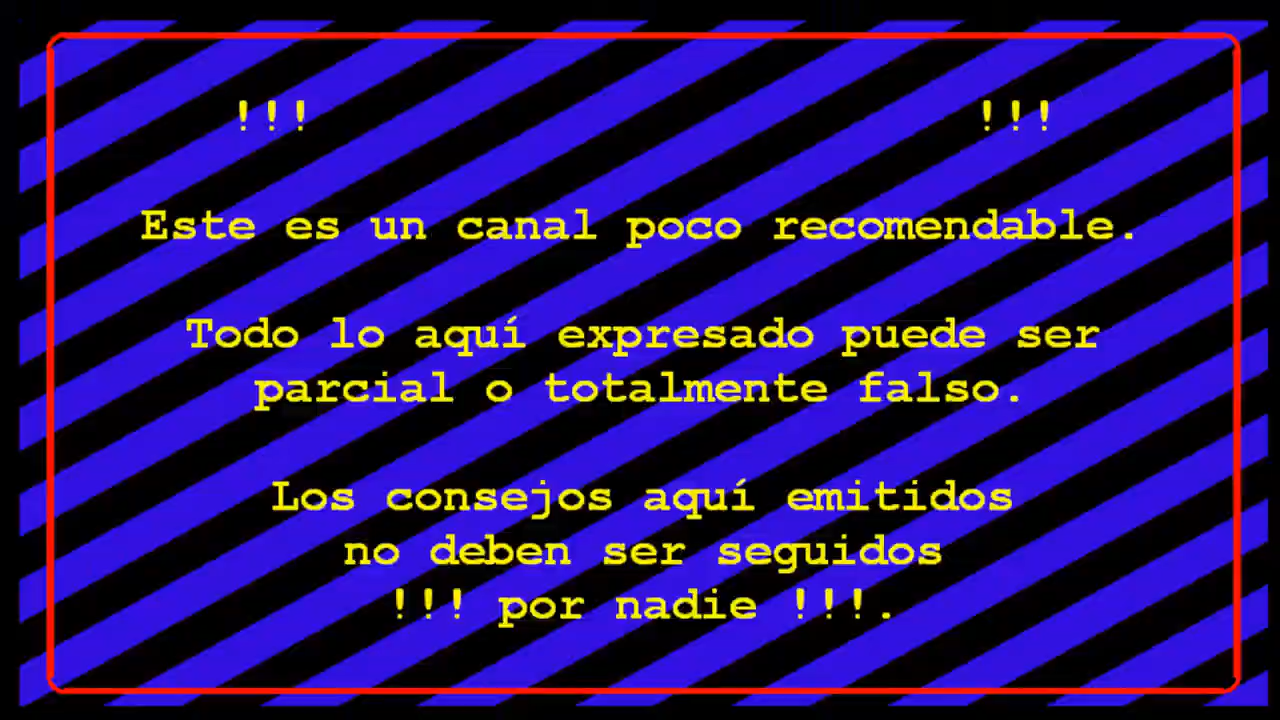 !!! !!!
Este es un canal poco recomendable.
Todo lo aquí expresado puede ser
parcial o totalmente falso.
Los consejos aquí emitidos
no deben ser seguidos
!!! por nadie !!!.